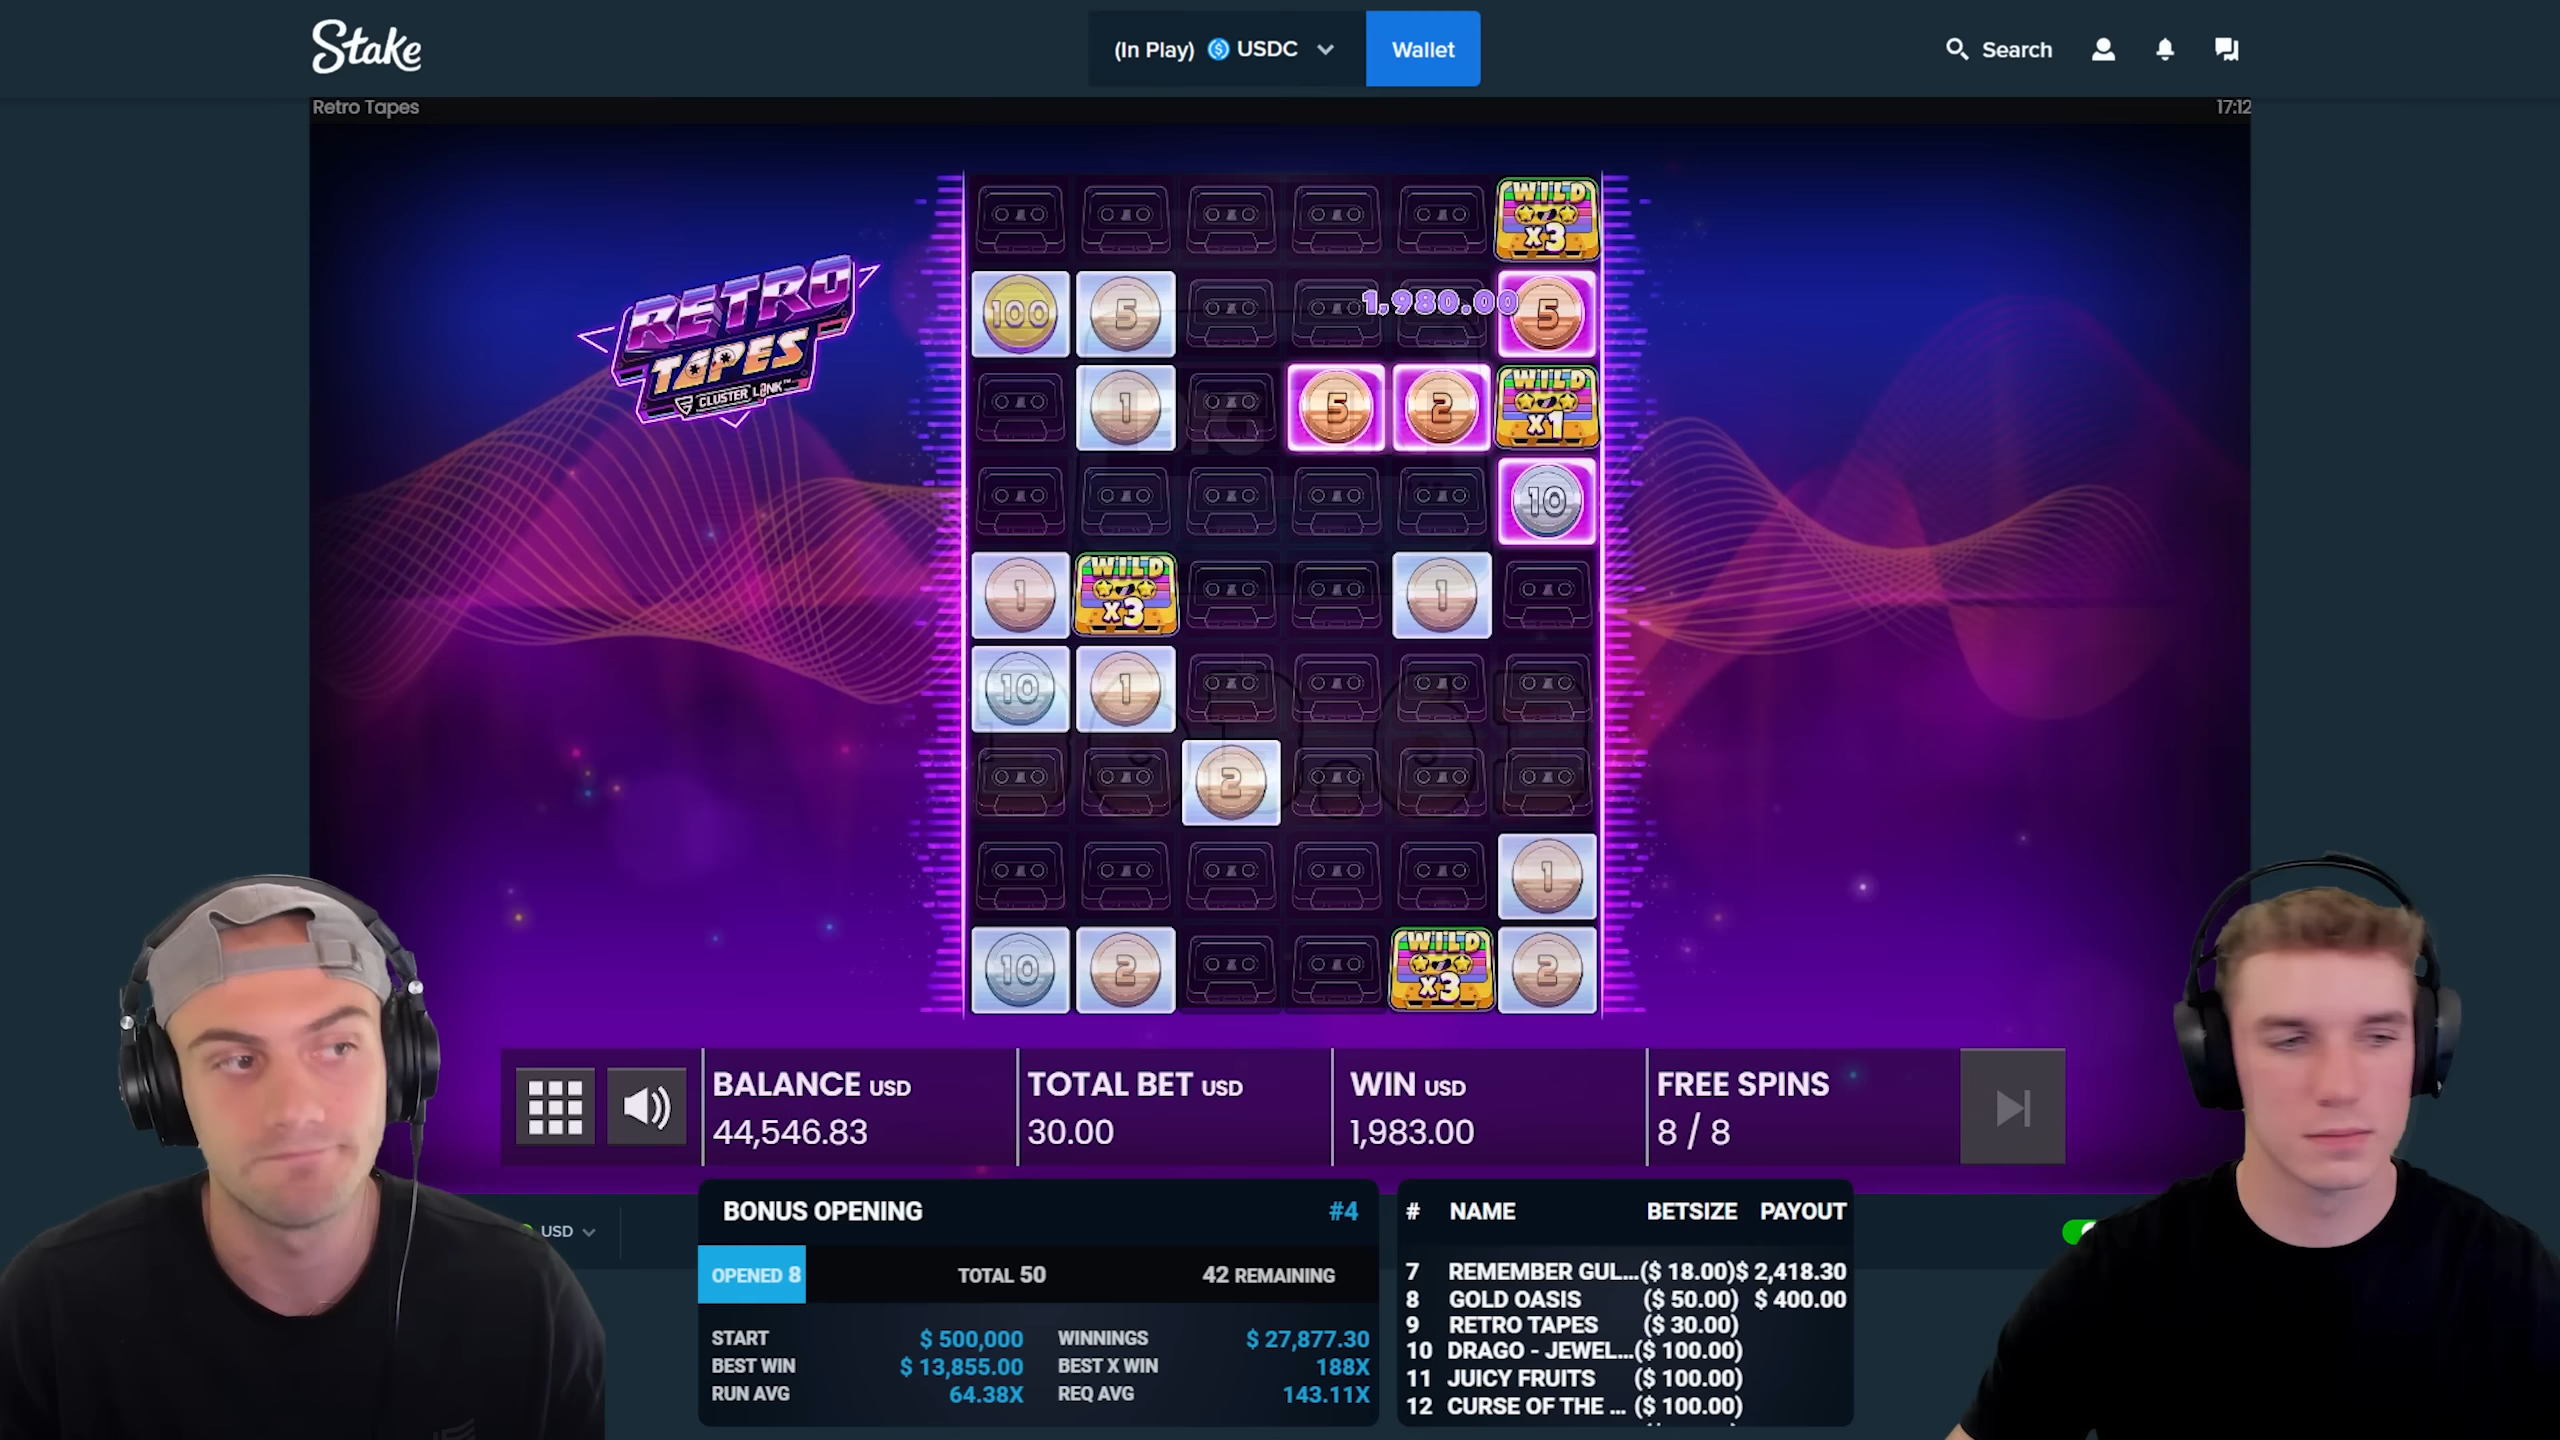 Stake
(In Play) USDC
Wallet
Search
Retro Tapes
17:12
WILD
x3
100
5
1,980.00
5
RETRO
TAPES
CLUSTER LINK™
1
5
2
WILD
x1
10
1
WILD
x3
1
10
1
2
1
10
2
WILD
x3
2
BALANCE USD
44,546.83
TOTAL BET USD
30.00
WIN USD
1,983.00
FREE SPINS
8 / 8
USD
BONUS OPENING #4
OPENED 8 TOTAL 50 42 REMAINING
START $ 500,000 WINNINGS $ 27,877.30
BEST WIN $ 13,855.00 BEST X WIN 188X
RUN AVG 64.38X REQ AVG 143.11X
# NAME BETSIZE PAYOUT
7 REMEMBER GUL...($ 18.00)$ 2,418.30
8 GOLD OASIS ($ 50.00) $ 400.00
9 RETRO TAPES ($ 30.00)
10 DRAGO - JEWEL...($ 100.00)
11 JUICY FRUITS ($ 100.00)
12 CURSE OF THE ... ($ 100.00)